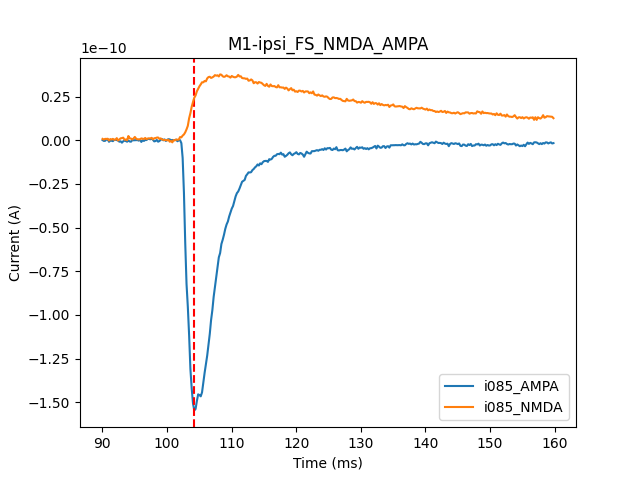 M1-ipsi_FS_NMDA_AMPA
1e−10
0.25
0.00
−0.25
−0.50
−0.75
−1.00
−1.25
−1.50
Current (A)
90 100 110 120 130 140 150 160
Time (ms)
i085_AMPA
i085_NMDA